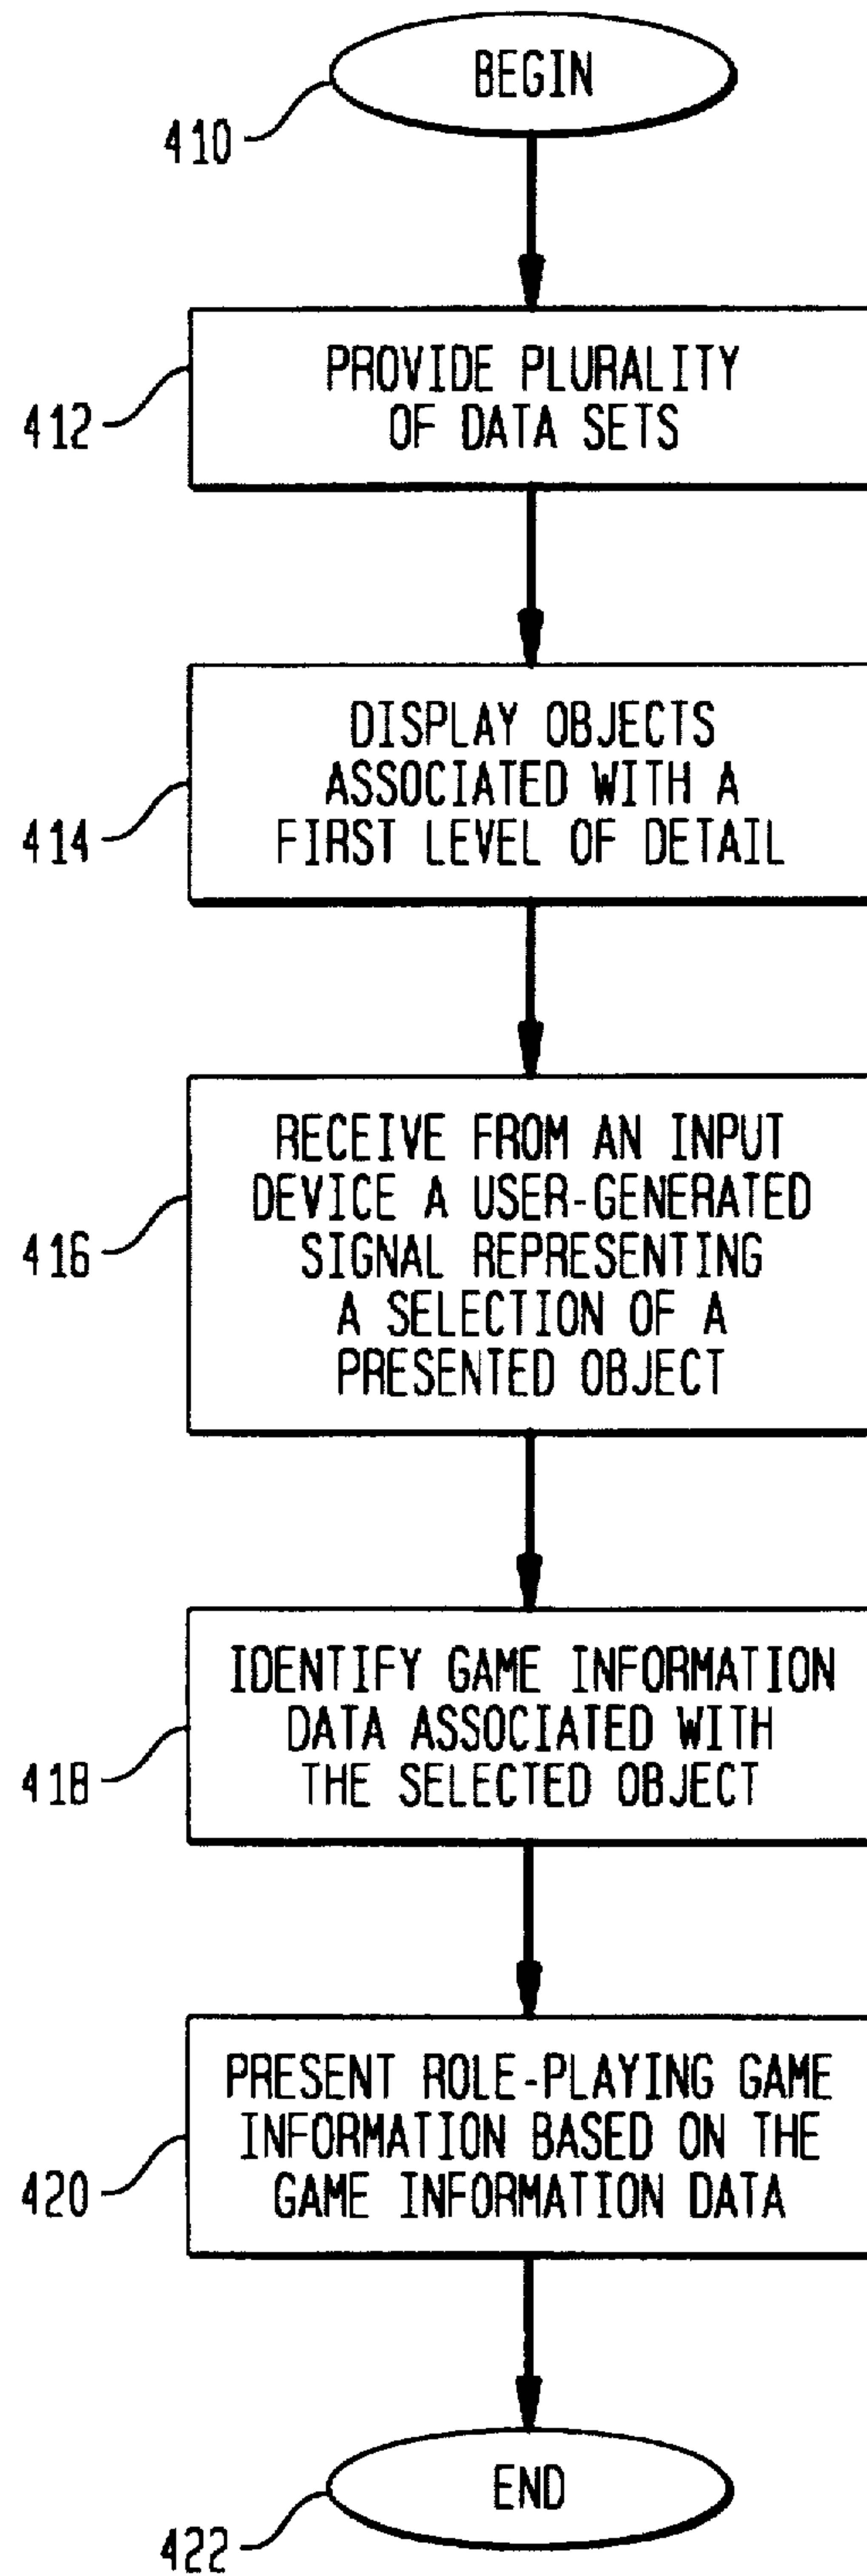 BEGIN
410
PROVIDE PLURALITY
OF DATA SETS
412
DISPLAY OBJECTS
ASSOCIATED WITH A
FIRST LEVEL OF DETAIL
414
RECEIVE FROM AN INPUT
DEVICE A USER-GENERATED
SIGNAL REPRESENTING
A SELECTION OF A
PRESENTED OBJECT
416
IDENTIFY GAME INFORMATION
DATA ASSOCIATED WITH
THE SELECTED OBJECT
418
PRESENT ROLE-PLAYING GAME
INFORMATION BASED ON THE
GAME INFORMATION DATA
420
END
422